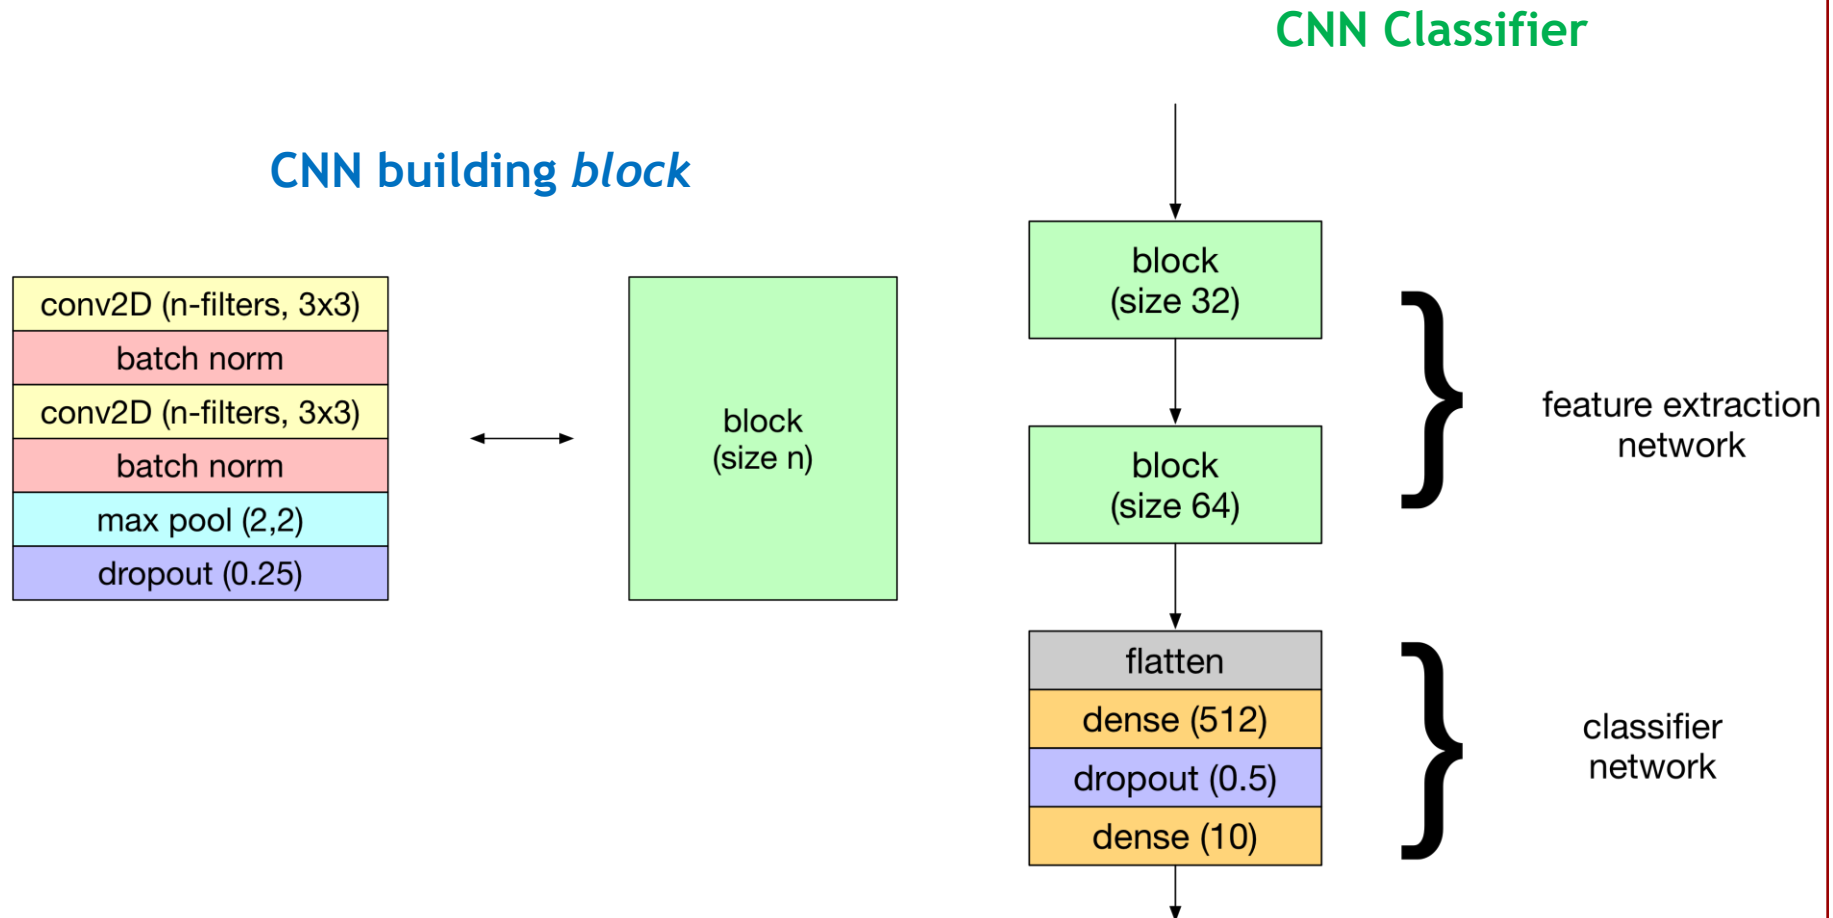 CNN Classifier
CNN building block
conv2D (n-filters, 3x3)
batch norm
conv2D (n-filters, 3x3)
batch norm
max pool (2,2)
dropout (0.25)
block
(size n)
block
(size 32)
block
(size 64)
feature extraction
network
flatten
dense (512)
dropout (0.5)
dense (10)
classifier
network